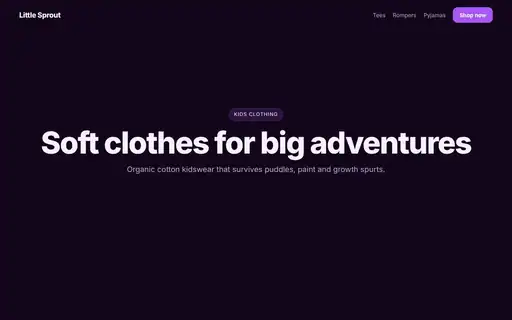 Little Sprout
Tees Rompers Pyjamas Shop now
KIDS CLOTHING
Soft clothes for big adventures
Organic cotton kidswear that survives puddles, paint and growth spurts.